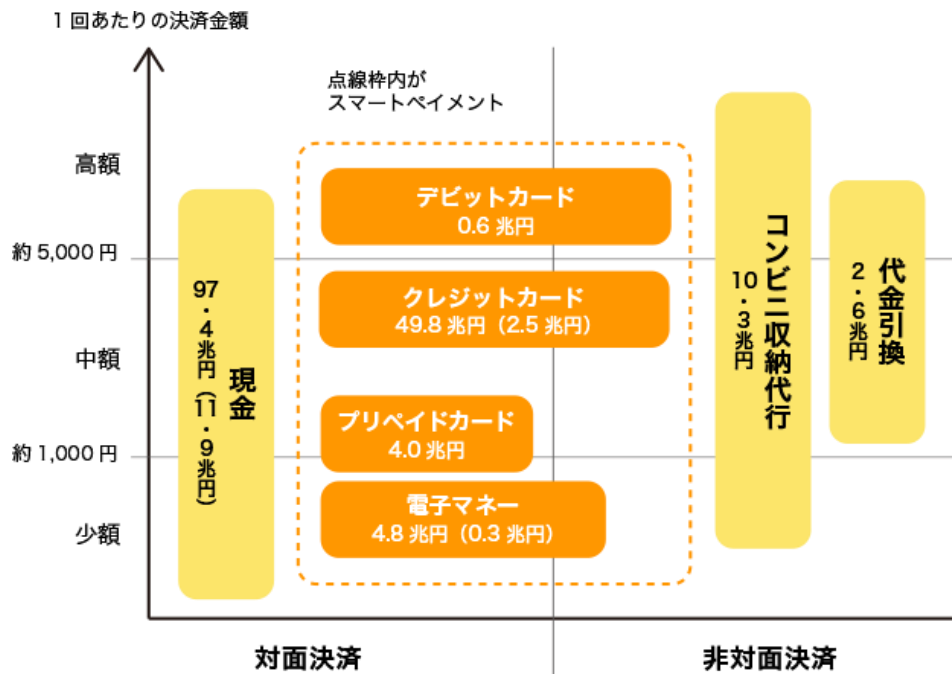 1回あたりの決済金額
点線枠内が
スマートペイメント
高額
約5,000円
中額
約1,000円
少額
現金
97・4兆円(11・9兆円)
デビットカード
0.6兆円
クレジットカード
49.8兆円(2.5兆円)
プリペイドカード
4.0兆円
電子マネー
4.8兆円(0.3兆円)
コンビニ収納代行
10・3兆円
代金引換
2・6兆円
対面決済
非対面決済